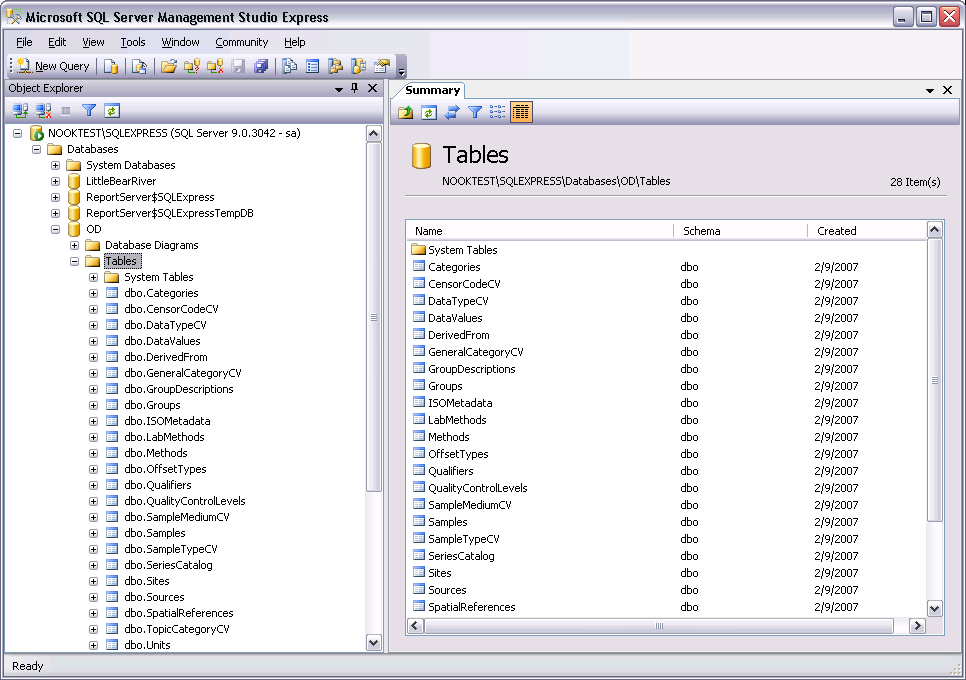 Microsoft SQL Server Management Studio Express
File Edit View Tools Window Community Help
New Query
Object Explorer
NOOKTEST\SQLEXPRESS (SQL Server 9.0.3042 - sa)
Databases
System Databases
LittleBearRiver
ReportServer$SQLExpress
ReportServer$SQLExpressTempDB
OD
Database Diagrams
Tables
System Tables
dbo.Categories
dbo.CensorCodeCV
dbo.DataTypeCV
dbo.DataValues
dbo.DerivedFrom
dbo.GeneralCategoryCV
dbo.GroupDescriptions
dbo.Groups
dbo.ISOMetadata
dbo.LabMethods
dbo.Methods
dbo.OffsetTypes
dbo.Qualifiers
dbo.QualityControlLevels
dbo.SampleMediumCV
dbo.Samples
dbo.SampleTypeCV
dbo.SeriesCatalog
dbo.Sites
dbo.Sources
dbo.SpatialReferences
dbo.TopicCategoryCV
dbo.Units
Summary
Tables
NOOKTEST\SQLEXPRESS\Databases\OD\Tables 28 Item(s)
Name Schema Created
System Tables
Categories dbo 2/9/2007
CensorCodeCV dbo 2/9/2007
DataTypeCV dbo 2/9/2007
DataValues dbo 2/9/2007
DerivedFrom dbo 2/9/2007
GeneralCategoryCV dbo 2/9/2007
GroupDescriptions dbo 2/9/2007
Groups dbo 2/9/2007
ISOMetadata dbo 2/9/2007
LabMethods dbo 2/9/2007
Methods dbo 2/9/2007
OffsetTypes dbo 2/9/2007
Qualifiers dbo 2/9/2007
QualityControlLevels dbo 2/9/2007
SampleMediumCV dbo 2/9/2007
Samples dbo 2/9/2007
SampleTypeCV dbo 2/9/2007
SeriesCatalog dbo 2/9/2007
Sites dbo 2/9/2007
Sources dbo 2/9/2007
SpatialReferences dbo 2/9/2007
Ready